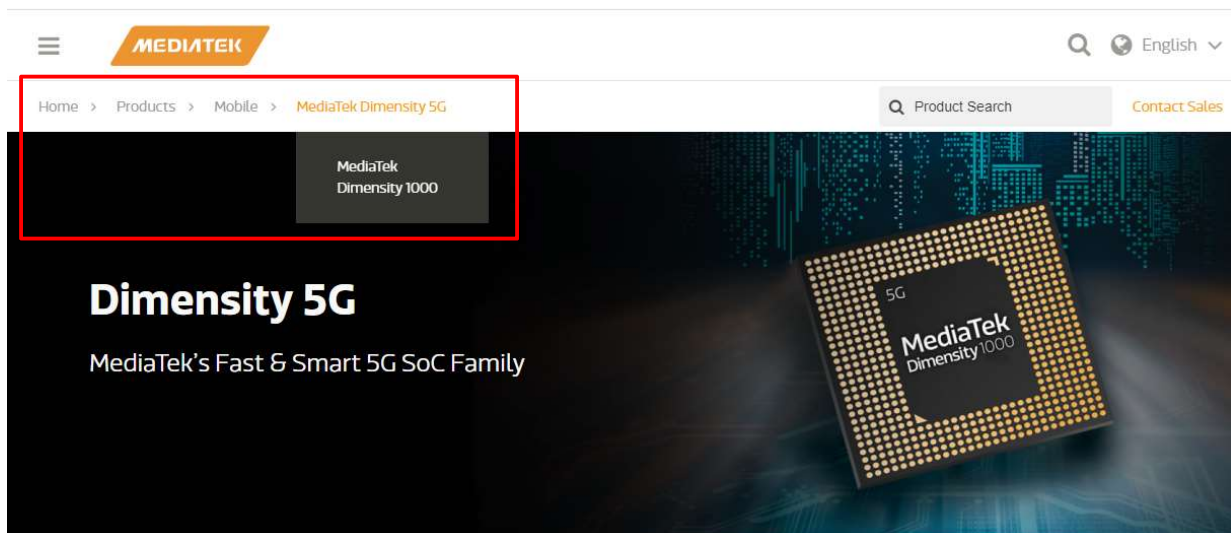 MEDIATEK
English
Home > Products > Mobile > MediaTek Dimensity 5G
Product Search
Contact Sales
MediaTek
Dimensity 1000
Dimensity 5G
MediaTek's Fast & Smart 5G SoC Family
5G
MediaTek
Dimensity 1000